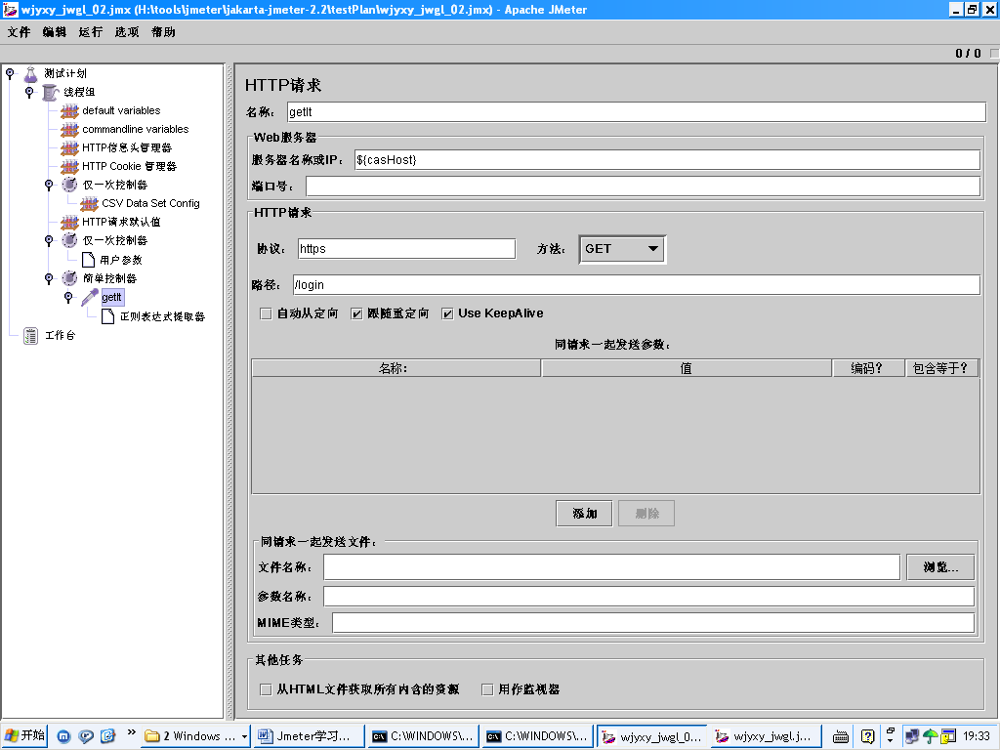 wjyxy_jwgl_02.jmx (H:\tools\jmeter\jakarta-jmeter-2.2\testPlan\wjyxy_jwgl_02.jmx) - Apache JMeter
文件 编辑 运行 选项 帮助
0 / 0
测试计划
线程组
default variables
commandline variables
HTTP信息头管理器
HTTP Cookie 管理器
仅一次控制器
CSV Data Set Config
HTTP请求默认值
仅一次控制器
用户参数
简单控制器
getIt
正则表达式提取器
工作台
HTTP请求
名称： getIt
Web服务器
服务器名称或IP： ${casHost}
端口号：
HTTP请求
协议： https 方法： GET
路径： /login
自动从定向 跟随重定向 Use KeepAlive
同请求一起发送参数：
名称： 值 编码? 包含等于?
添加 删除
同请求一起发送文件：
文件名称： 浏览...
参数名称：
MIME类型：
其他任务
从HTML文件获取所有内含的资源 用作监视器
开始 » 2 Windows ... Jmeter学习... C:\WINDOWS\... C:\WINDOWS\... wjyxy_jwgl_0... wjyxy_jwgl.j... 19:33